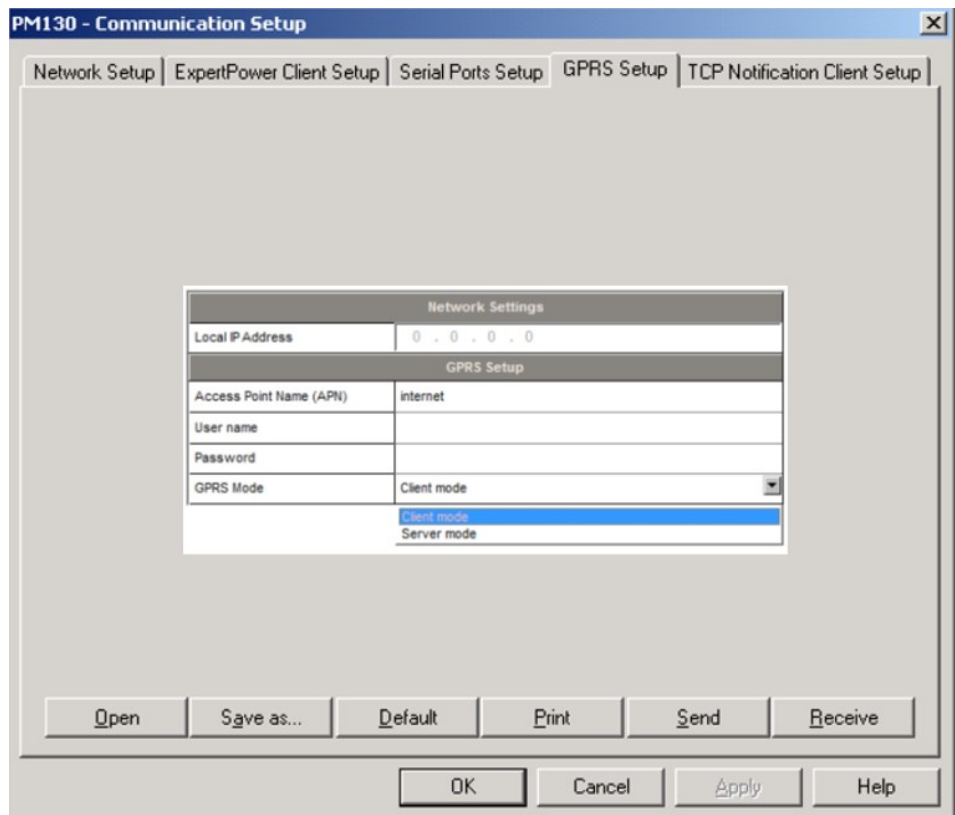 PM130 - Communication Setup
Network Setup ExpertPower Client Setup Serial Ports Setup GPRS Setup TCP Notification Client Setup
Network Settings
Local IP Address 0 . 0 . 0 . 0
GPRS Setup
Access Point Name (APN) internet
User name
Password
GPRS Mode Client mode
Client mode
Server mode
Open Save as... Default Print Send Receive
OK Cancel Apply Help